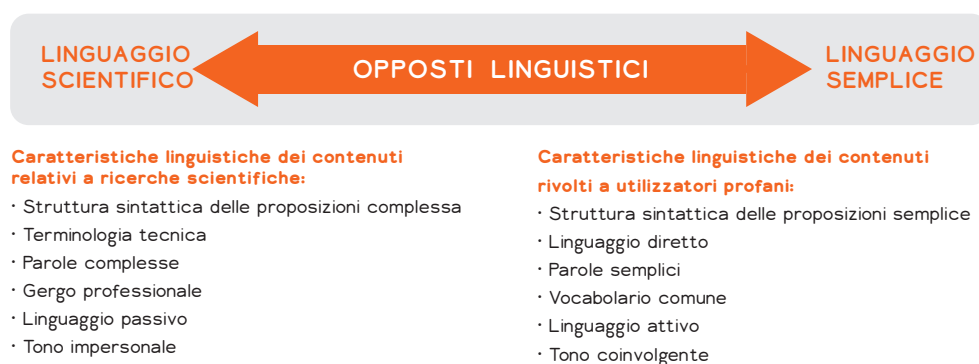 LINGUAGGIO
SCIENTIFICO
OPPOSTI LINGUISTICI
LINGUAGGIO
SEMPLICE
Caratteristiche linguistiche dei contenuti
relativi a ricerche scientifiche:
· Struttura sintattica delle proposizioni complessa
· Terminologia tecnica
· Parole complesse
· Gergo professionale
· Linguaggio passivo
· Tono impersonale
Caratteristiche linguistiche dei contenuti
rivolti a utilizzatori profani:
· Struttura sintattica delle proposizioni semplice
· Linguaggio diretto
· Parole semplici
· Vocabolario comune
· Linguaggio attivo
· Tono coinvolgente